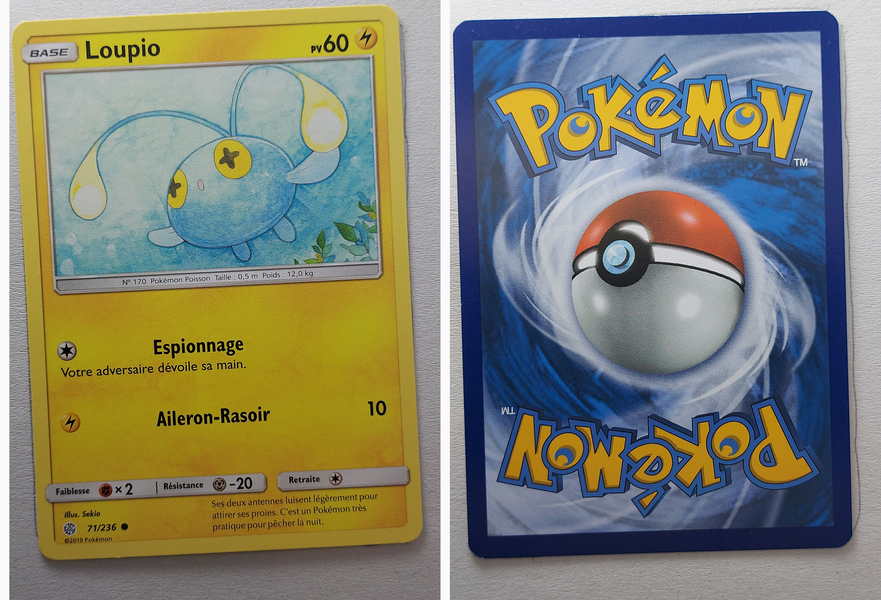 BASE Loupio PV60
N° 170 Pokémon Poisson Taille : 0,5 m Poids : 12,0 kg
Espionnage
Votre adversaire dévoile sa main.
Aileron-Rasoir 10
Faiblesse ×2 Résistance -20 Retraite
Illus. Sekio
71/236
©2019 Pokémon
Ses deux antennes luisent légèrement pour
attirer ses proies. C'est un Pokémon très
pratique pour pêcher la nuit.
POKéMON
TM
TM
POKéMON